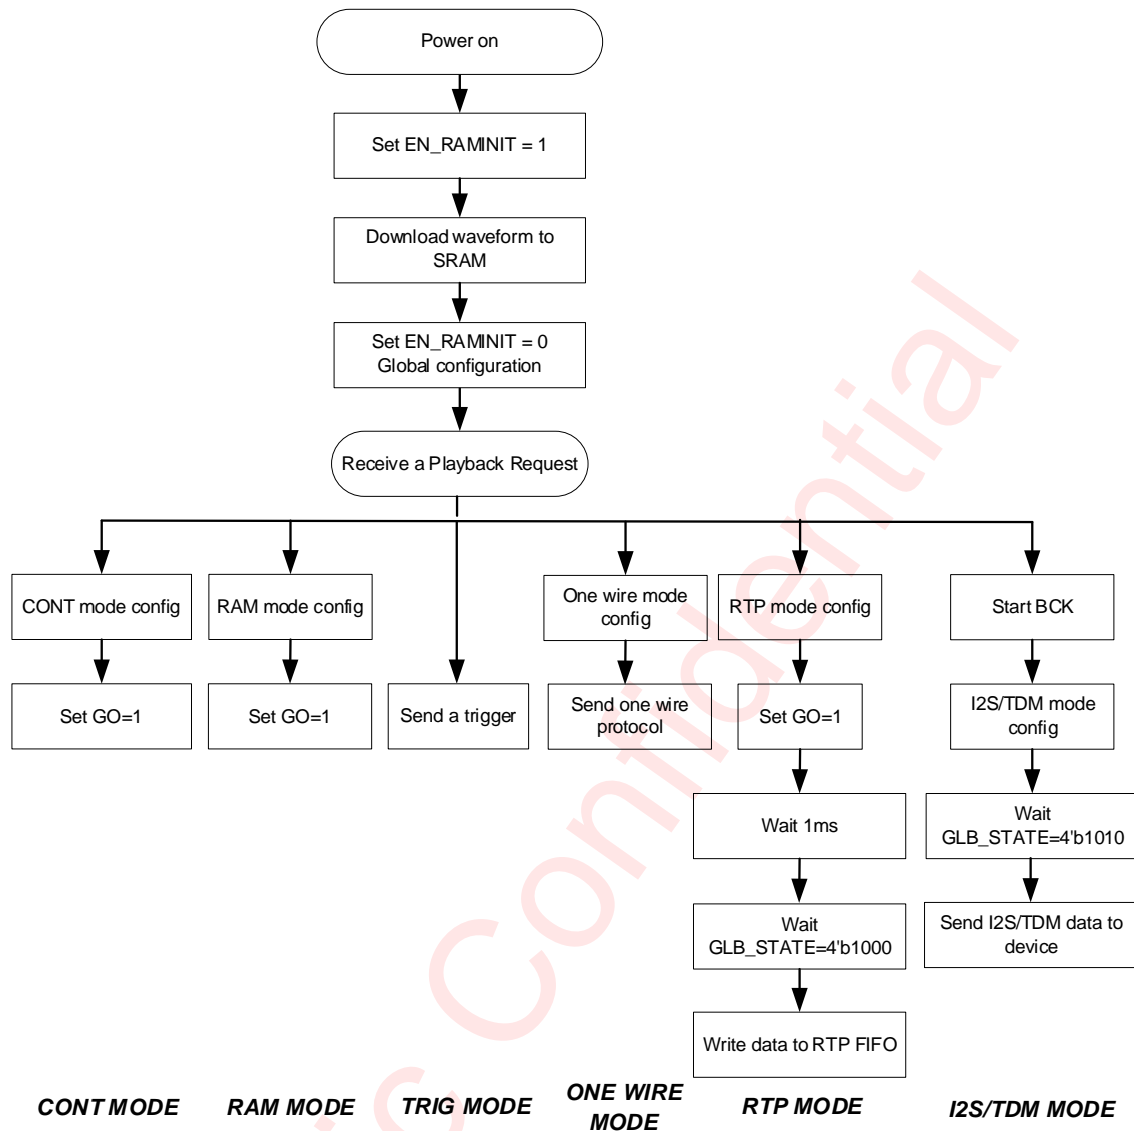 Power on
Set EN_RAMINIT = 1
Download waveform to
SRAM
Set EN_RAMINIT = 0
Global configuration
Receive a Playback Request
CONT mode config
RAM mode config
One wire mode
config
RTP mode config
Start BCK
Set GO=1
Set GO=1
Send a trigger
Send one wire
protocol
Set GO=1
I2S/TDM mode
config
Wait 1ms
Wait
GLB_STATE=4'b1010
Wait
GLB_STATE=4'b1000
Send I2S/TDM data to
device
Write data to RTP FIFO
CONT MODE
RAM MODE
TRIG MODE
ONE WIRE
MODE
RTP MODE
I2S/TDM MODE
Confidential